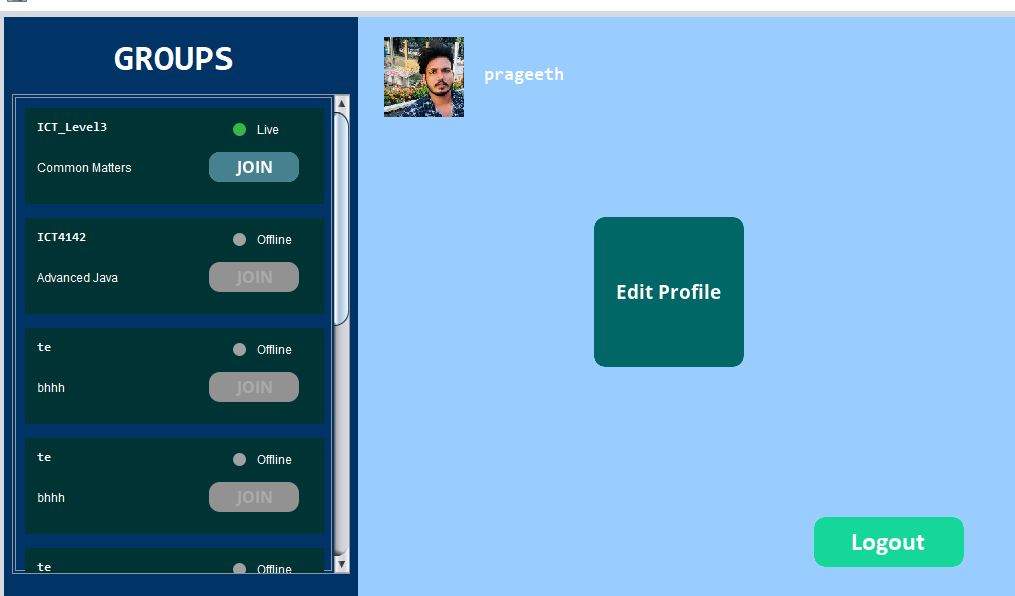 GROUPS
ICT_Level3
Live
Common Matters
JOIN
ICT4142
Offline
Advanced Java
JOIN
te
Offline
bhhh
JOIN
te
Offline
bhhh
JOIN
te
Offline
prageeth
Edit Profile
Logout